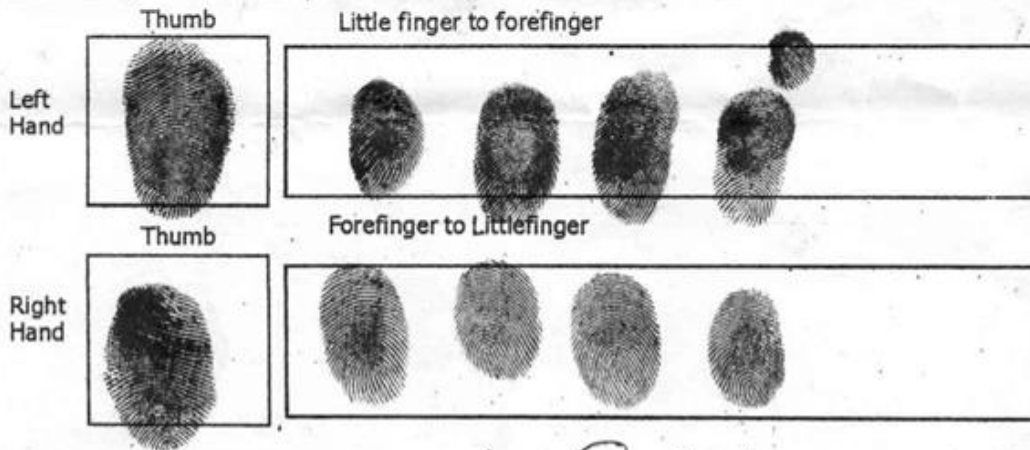 Thumb
Little finger to forefinger
Left
Hand
Thumb
Forefinger to Littlefinger
Right
Hand